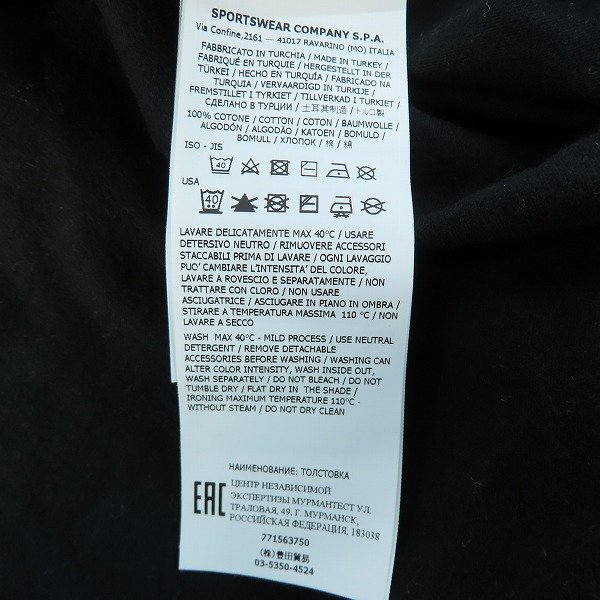 SPORTSWEAR COMPANY S.P.A.
Via Confine,2161 — 41017 RAVARINO (MO) ITALIA
FABBRICATO IN TURCHIA / MADE IN TURKEY/
FABRIQUÉ EN TURQUIE/ HERGESTELLT IN DER
TÜRKEI / HECHO EN TURQUÍA / FABRICADO NA
TURQUIA / VERVAARDIGD IN TURKIJE /
FREMSTILLET I TYRKIET / TILLVERKAD I TURKIET /
СДЕЛАНО В ТУРЦИИ / 土耳其制造 / トルコ製
100% COTONE / COTTON / COTON / BAUMWOLLE /
ALGODÓN / ALGODÃO / KATOEN / BOMULD /
BOMULL / ХЛОПОК / 棉 / 綿
ISO - JIS
40
USA
40
LAVARE DELICATAMENTE MAX 40°C / USARE
DETERSIVO NEUTRO / RIMUOVERE ACCESSORI
STACCABILI PRIMA DI LAVARE / OGNI LAVAGGIO
PUO' CAMBIARE L'INTENSITA' DEL COLORE,
LAVARE A ROVESCIO E SEPARATAMENTE / NON
TRATTARE CON CLORO / NON USARE
ASCIUGATRICE / ASCIUGARE IN PIANO IN OMBRA /
STIRARE A TEMPERATURA MASSIMA 110 °C / NON
LAVARE A SECCO
WASH MAX 40°C - MILD PROCESS / USE NEUTRAL
DETERGENT / REMOVE DETACHABLE
ACCESSORIES BEFORE WASHING / WASHING CAN
ALTER COLOR INTENSITY, WASH INSIDE OUT,
WASH SEPARATELY / DO NOT BLEACH / DO NOT
TUMBLE DRY / FLAT DRY IN THE SHADE /
IRONING MAXIMUM TEMPERATURE 110°C -
WITHOUT STEAM / DO NOT DRY CLEAN
НАИМЕНОВАНИЕ: ТОЛСТОВКА
EAC
ЦЕНТР НЕЗАВИСИМОЙ
ЭКСПЕРТИЗЫ МУРМАНТЕСТ УЛ.
ТРАЛОВАЯ, 49, Г. МУРМАНСК,
РОССИЙСКАЯ ФЕДЕРАЦИЯ, 183038
771563750
(株)豊田貿易
03-5350-4524